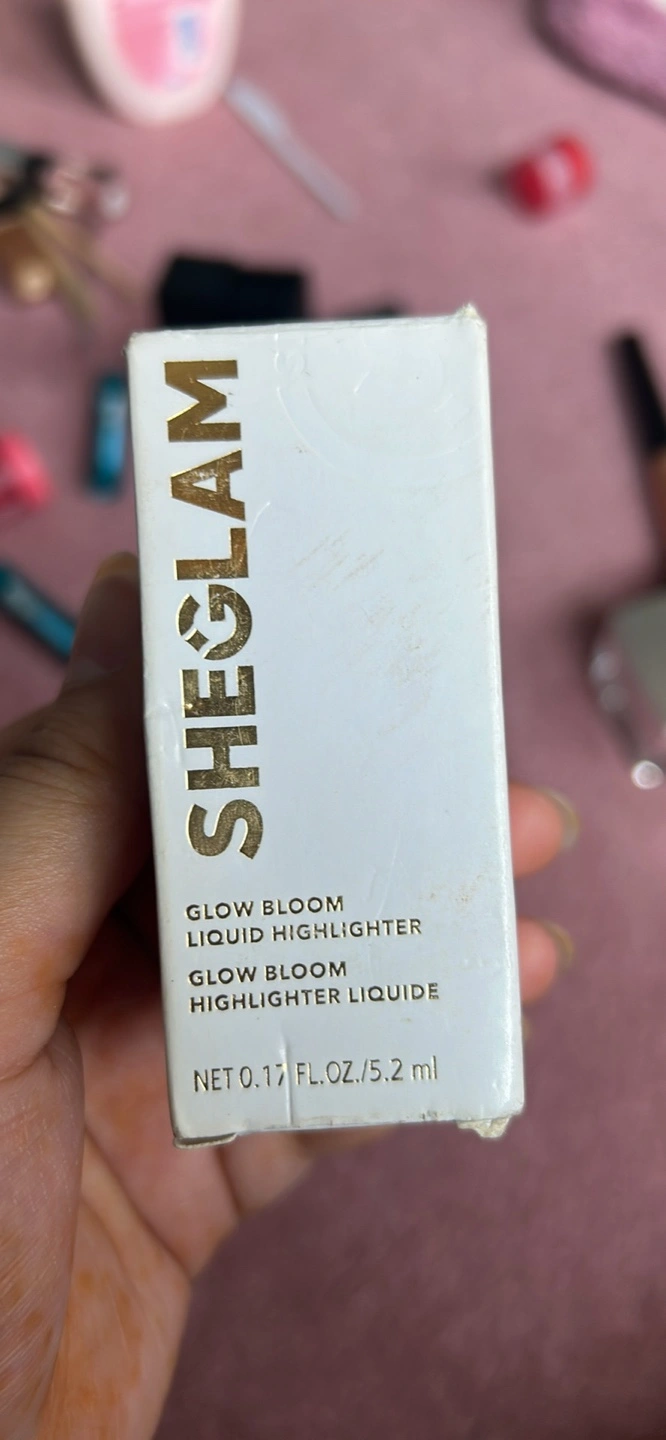 SHEGLAM
GLOW BLOOM
LIQUID HIGHLIGHTER
GLOW BLOOM
HIGHLIGHTER LIQUIDE
NET 0.17 FL.OZ./5.2 ml